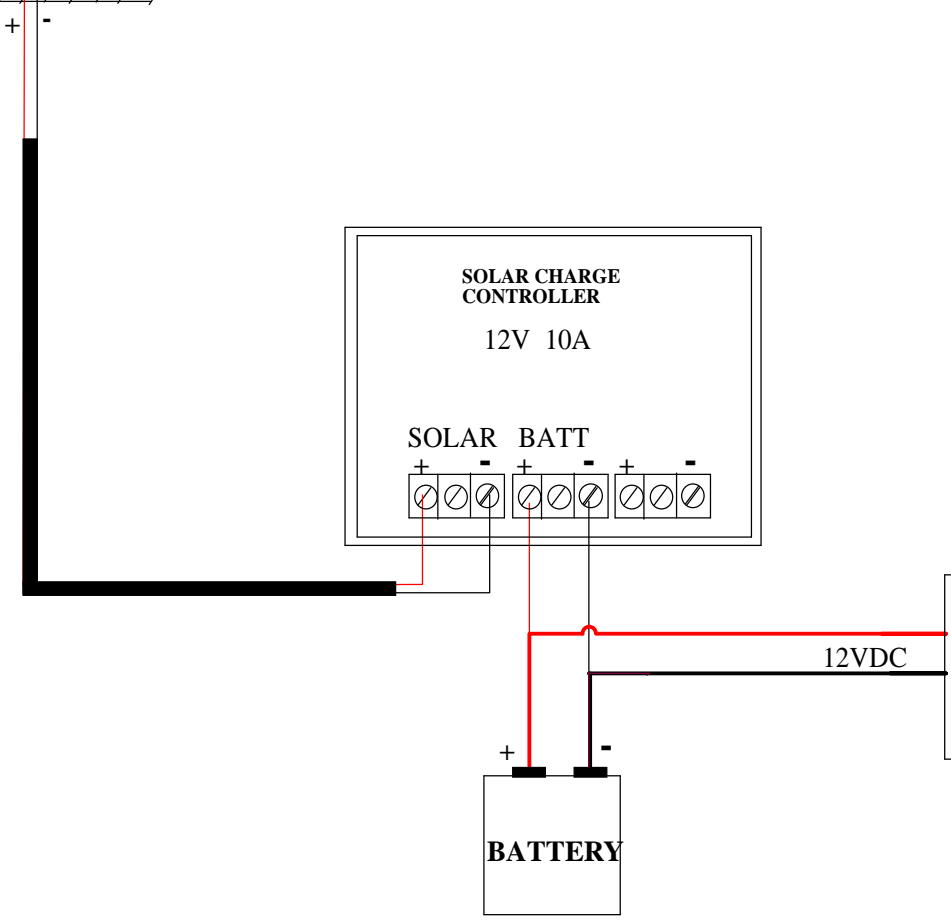 + -
SOLAR CHARGE
CONTROLLER
12V 10A
SOLAR BATT
+ - + - + -
12VDC
+ -
BATTERY